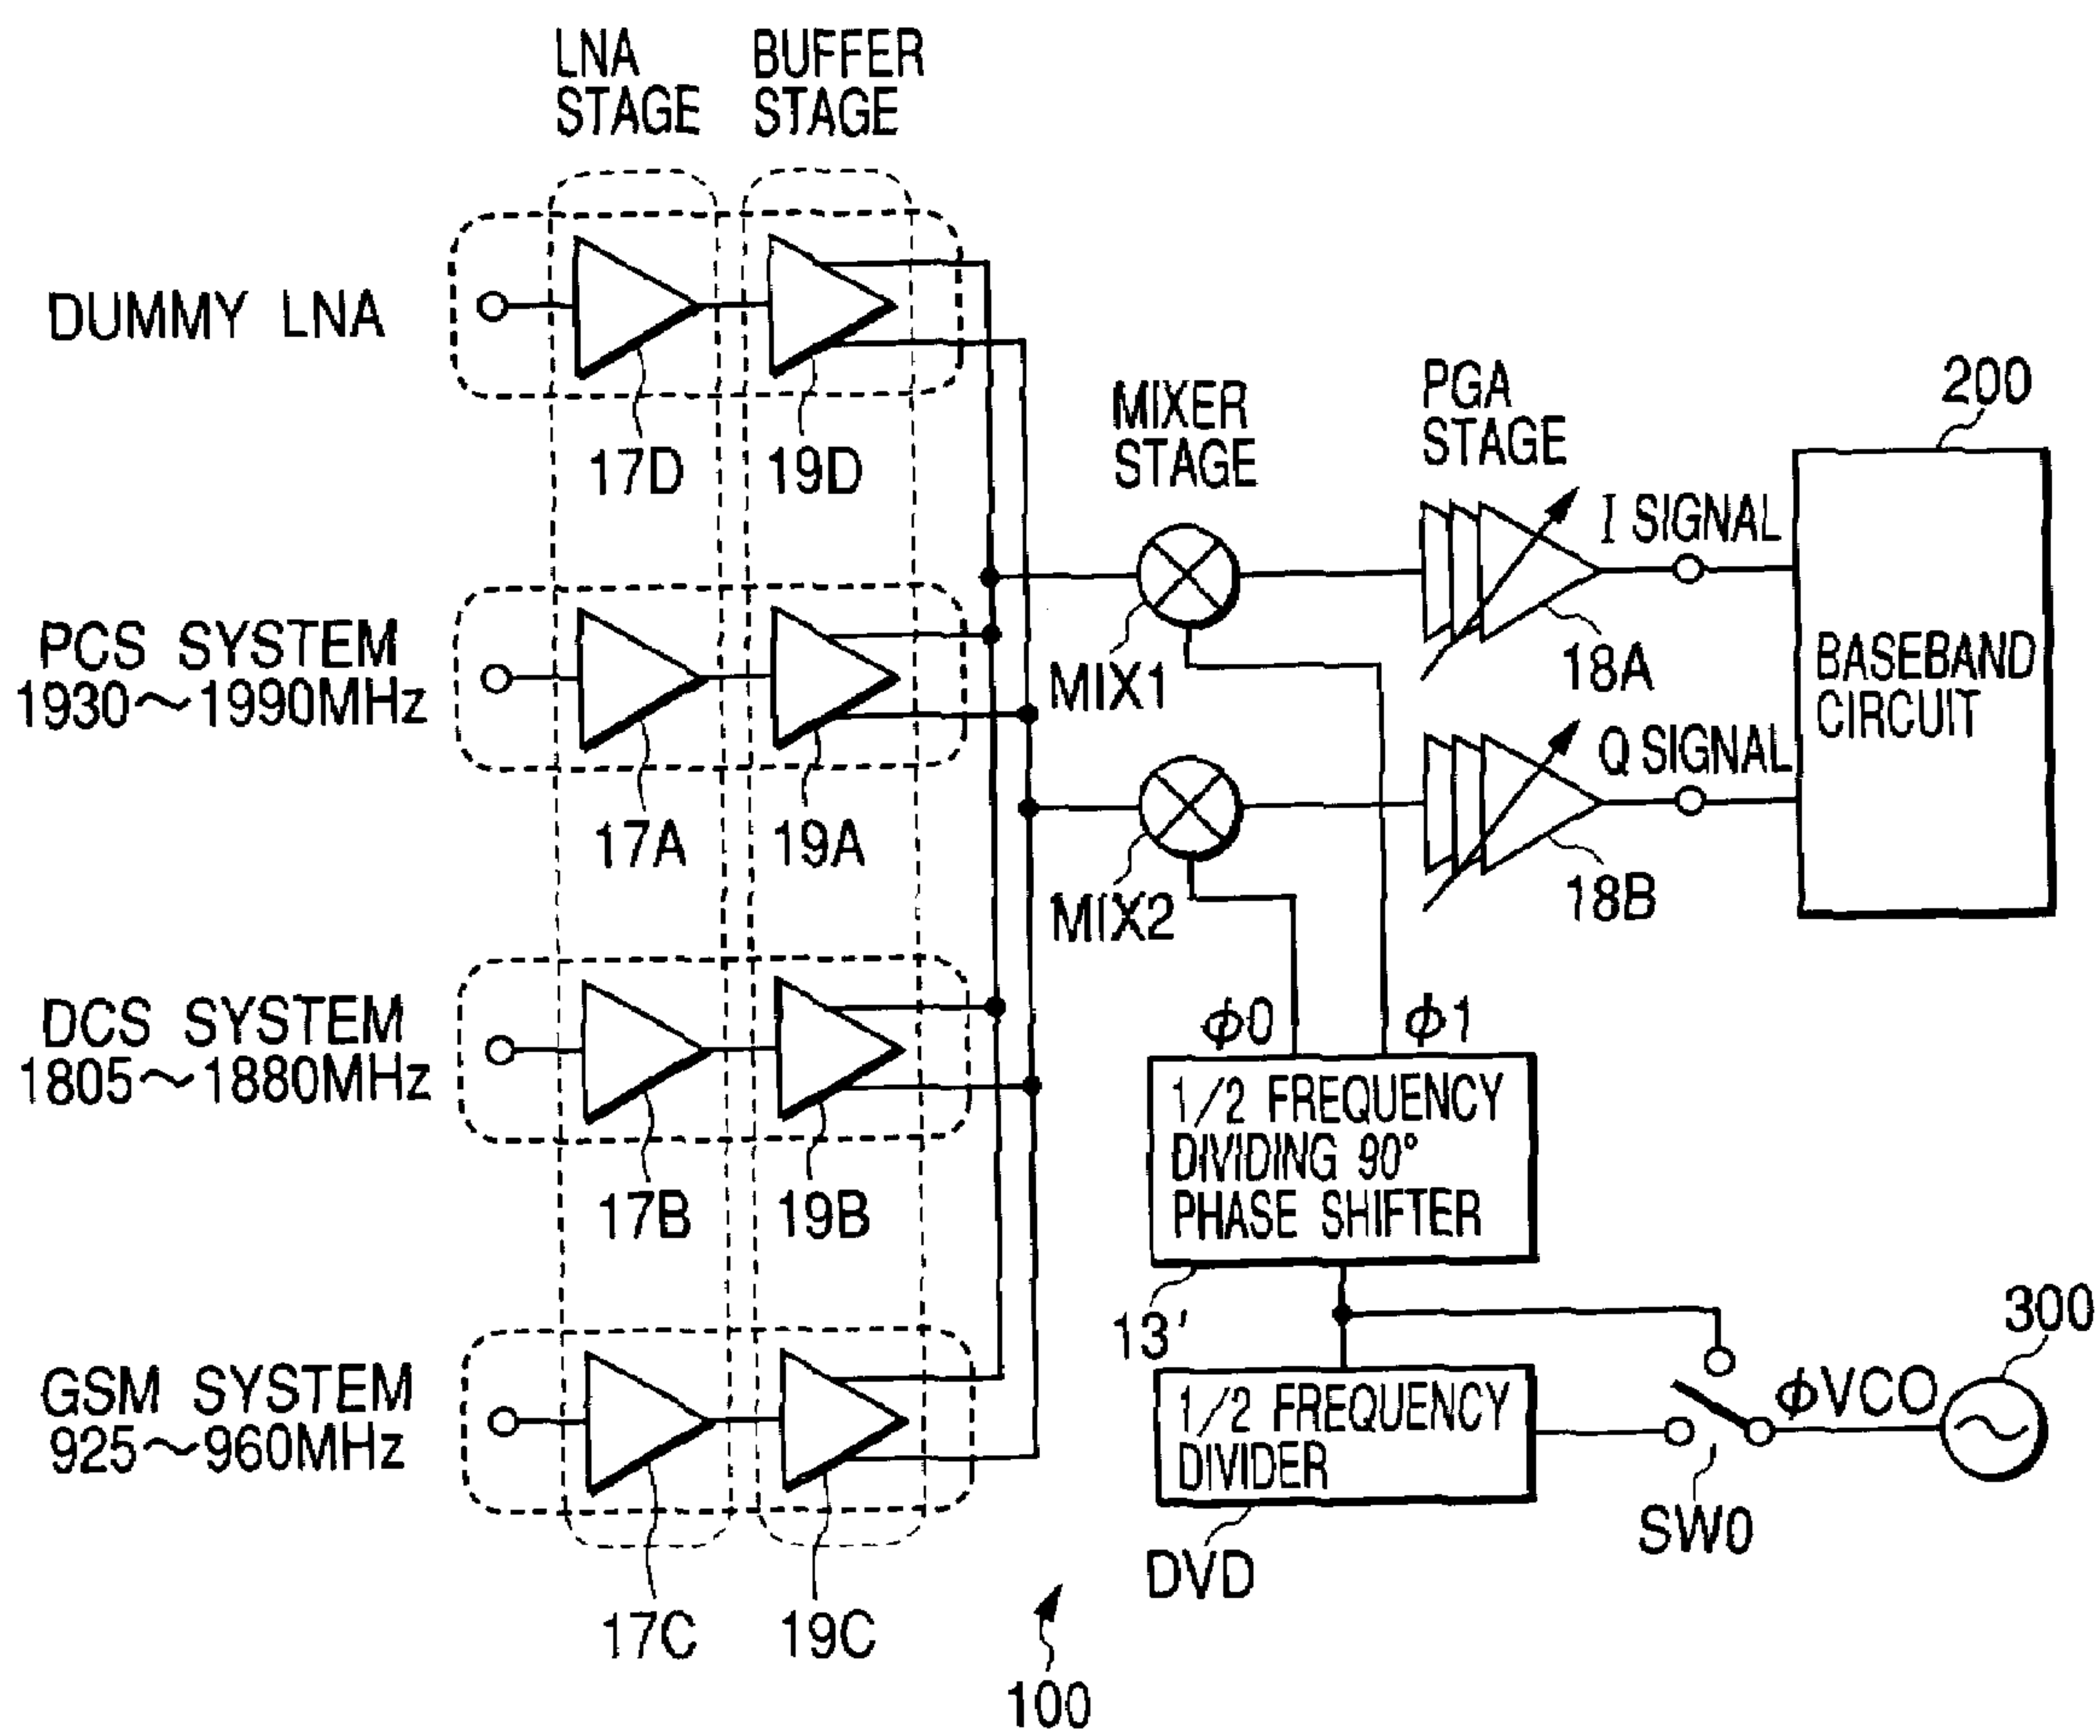 LNA
STAGE
BUFFER
STAGE
DUMMY LNA
17D
19D
MIXER
STAGE
PGA
STAGE
200
I SIGNAL
PCS SYSTEM
1930~1990MHz
MIX1
18A
BASEBAND
CIRCUIT
Q SIGNAL
17A
19A
MIX2
18B
DCS SYSTEM
1805~1880MHz
ϕ0
ϕ1
1/2 FREQUENCY
DIVIDING 90°
PHASE SHIFTER
17B
19B
13'
300
GSM SYSTEM
925~960MHz
1/2 FREQUENCY
DIVIDER
ϕVCO
SW0
DVD
17C
19C
100